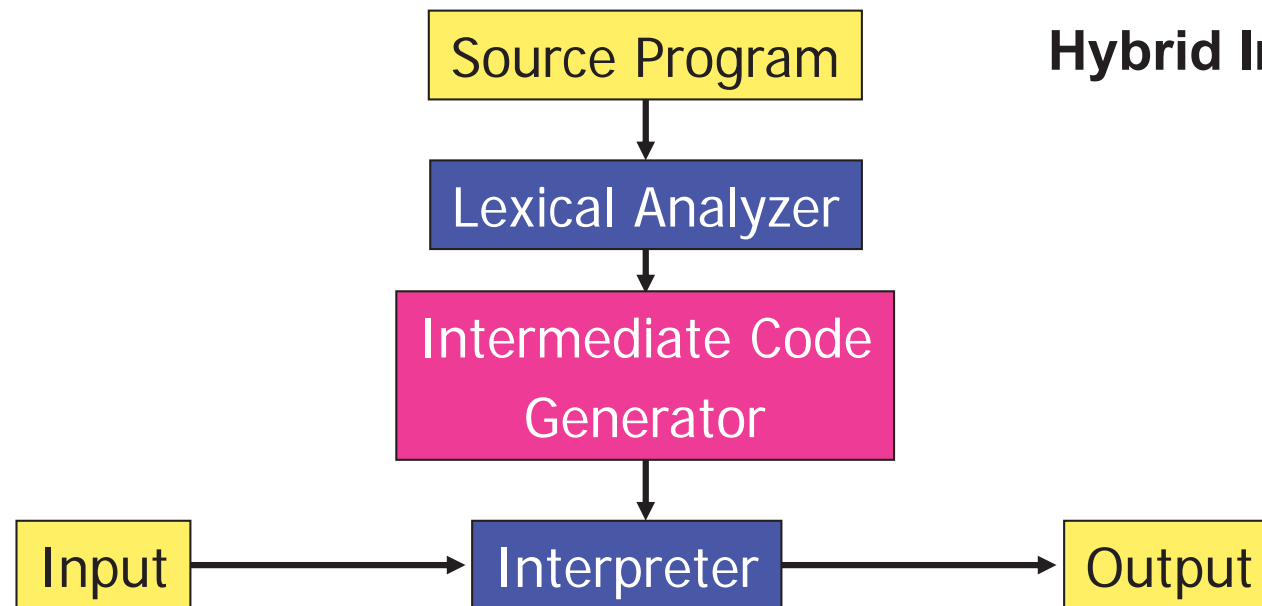 Source Program
Hybrid
Lexical Analyzer
Intermediate Code
Generator
Input
Interpreter
Output